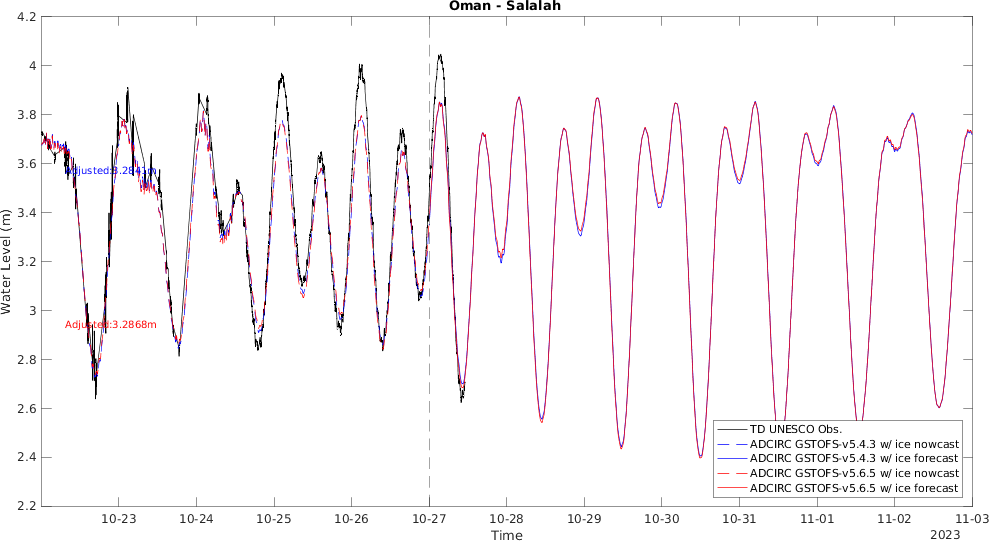 Oman - Salalah
4.2
4
3.8
3.6
3.4
3.2
3
2.8
2.6
2.4
2.2
Water Level (m)
Adjusted:3.2841m
Adjusted:3.2868m
TD UNESCO Obs.
ADCIRC GSTOFS-v5.4.3 w/ ice nowcast
ADCIRC GSTOFS-v5.4.3 w/ ice forecast
ADCIRC GSTOFS-v5.6.5 w/ ice nowcast
ADCIRC GSTOFS-v5.6.5 w/ ice forecast
10-23 10-24 10-25 10-26 10-27 10-28 10-29 10-30 10-31 11-01 11-02 11-03
Time
2023